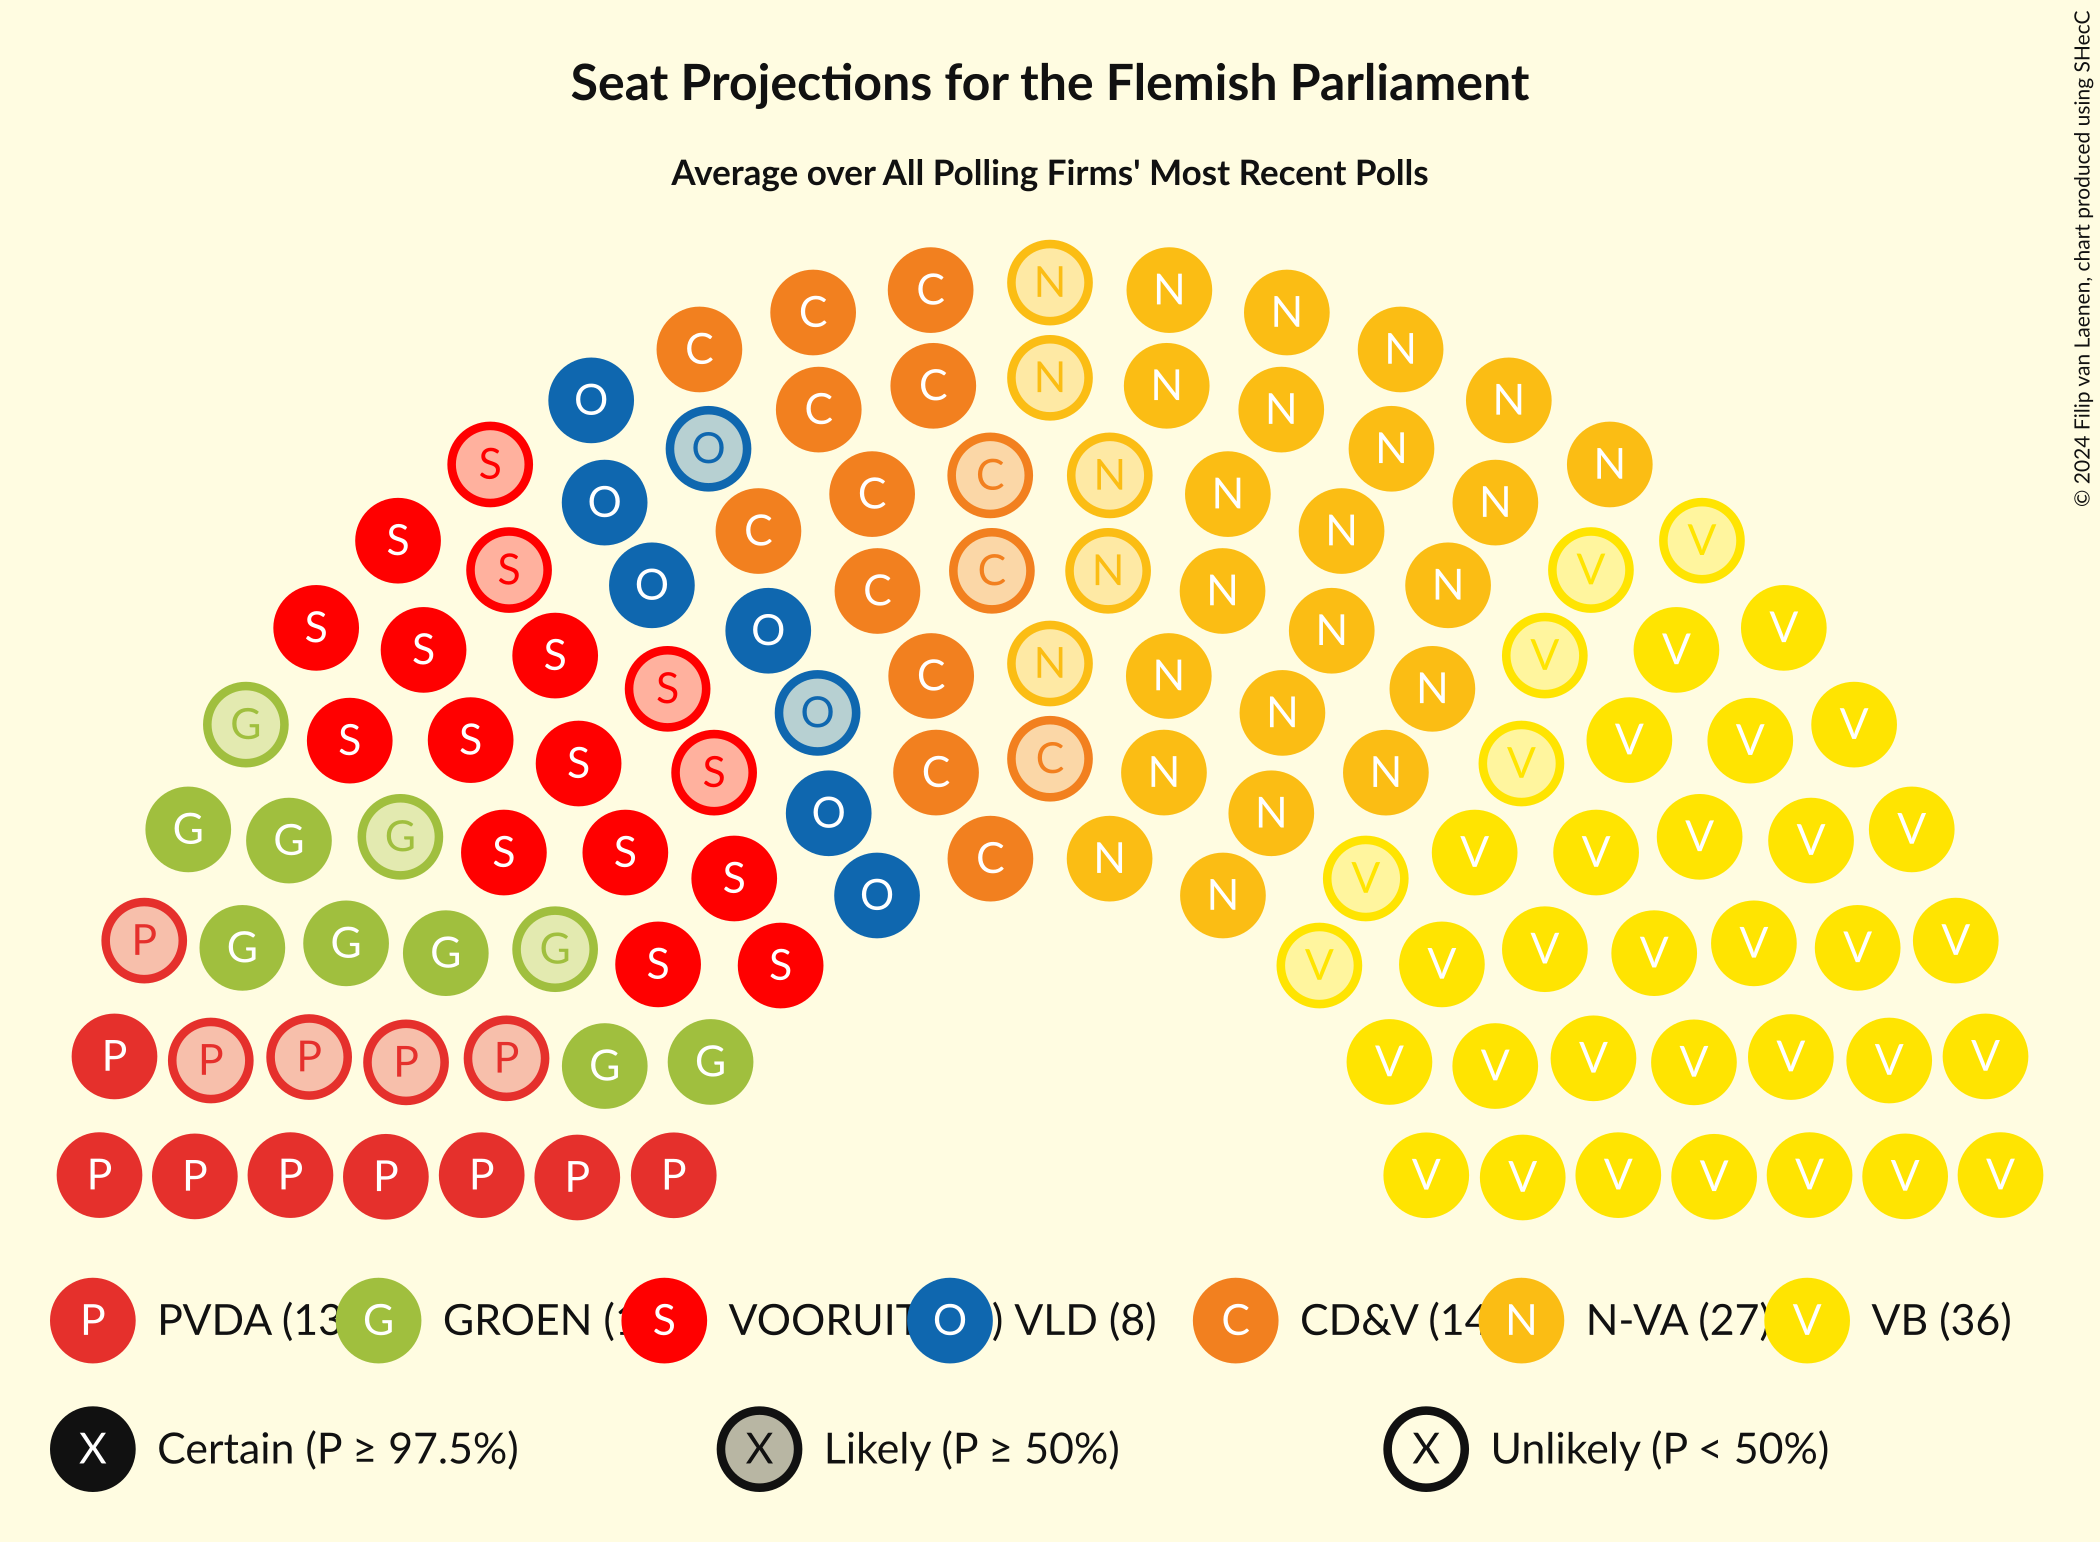 © 2024 Filip van Laenen, chart produced using SHecC
Seat Projections for the Flemish Parliament
Average over All Polling Firms' Most Recent Polls
C C N N N
C N
O C C N N N N
S O O C C N N N N N
S S O C C C N N N N V V
S S S S O C N N N N V V V
G S S S S O C C N N N V V V V
G G G S S S O O C N N N V V V V V V
P G G G G S S V V V V V V V
P P P P P G G V V V V V V V
P P P P P P P V V V V V V V
P PVDA (13 G GROEN ( S VOORUIT O ) VLD (8) C CD&V (14 N N-VA (27) V VB (36)
X Certain (P ≥ 97.5%) X Likely (P ≥ 50%) X Unlikely (P < 50%)